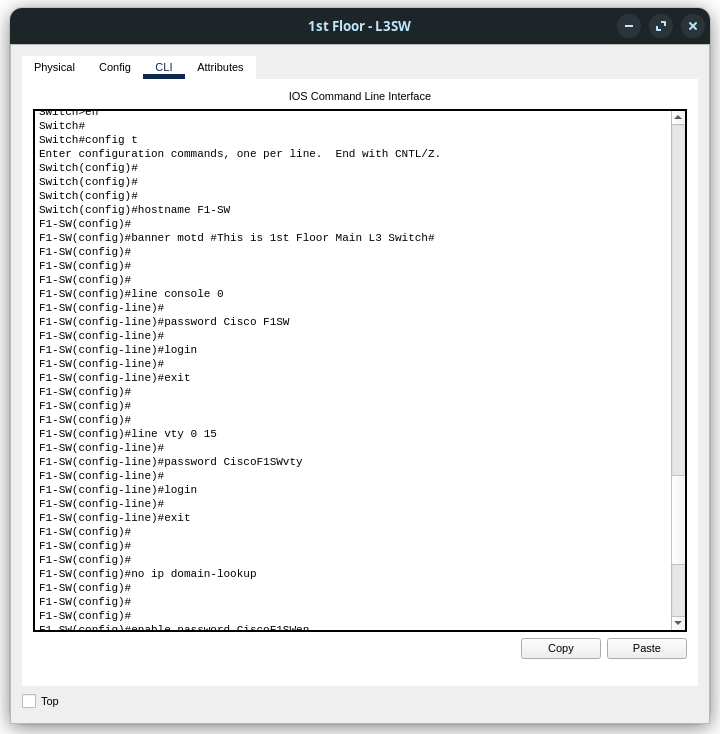 1st Floor - L3SW
Physical Config CLI Attributes
IOS Command Line Interface
Switch>en
Switch#
Switch#config t
Enter configuration commands, one per line.  End with CNTL/Z.
Switch(config)#
Switch(config)#
Switch(config)#
Switch(config)#hostname F1-SW
F1-SW(config)#
F1-SW(config)#banner motd #This is 1st Floor Main L3 Switch#
F1-SW(config)#
F1-SW(config)#
F1-SW(config)#
F1-SW(config)#line console 0
F1-SW(config-line)#
F1-SW(config-line)#password Cisco F1SW
F1-SW(config-line)#
F1-SW(config-line)#login
F1-SW(config-line)#
F1-SW(config-line)#exit
F1-SW(config)#
F1-SW(config)#
F1-SW(config)#
F1-SW(config)#line vty 0 15
F1-SW(config-line)#
F1-SW(config-line)#password CiscoF1SWvty
F1-SW(config-line)#
F1-SW(config-line)#login
F1-SW(config-line)#
F1-SW(config-line)#exit
F1-SW(config)#
F1-SW(config)#
F1-SW(config)#
F1-SW(config)#no ip domain-lookup
F1-SW(config)#
F1-SW(config)#
F1-SW(config)#
F1-SW(config)#enable password CiscoF1SWen
Copy Paste
Top